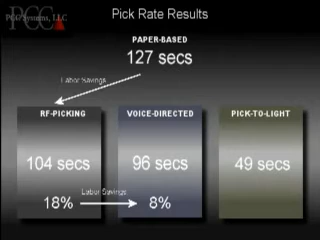 Pick Rate Results
PCC Systems, LLC
PAPER-BASED
127 secs
Labor Savings
RF-PICKING
VOICE-DIRECTED
PICK-TO-LIGHT
104 secs
96 secs
49 secs
Labor Savings
18%
8%